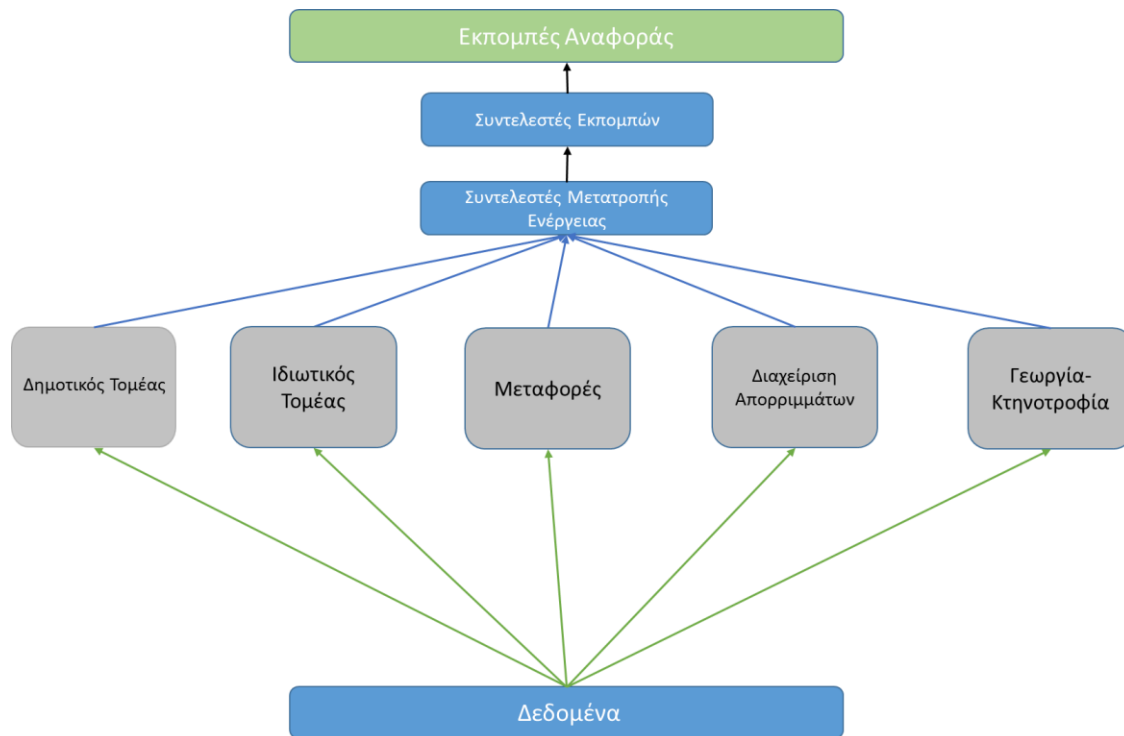 Εκπομπές Αναφοράς
Συντελεστές Εκπομπών
Συντελεστές Μετατροπής
Ενέργειας
Δημοτικός Τομέας
Ιδιωτικός
Τομέας
Μεταφορές
Διαχείριση
Απορριμμάτων
Γεωργία-
Κτηνοτροφία
Δεδομένα